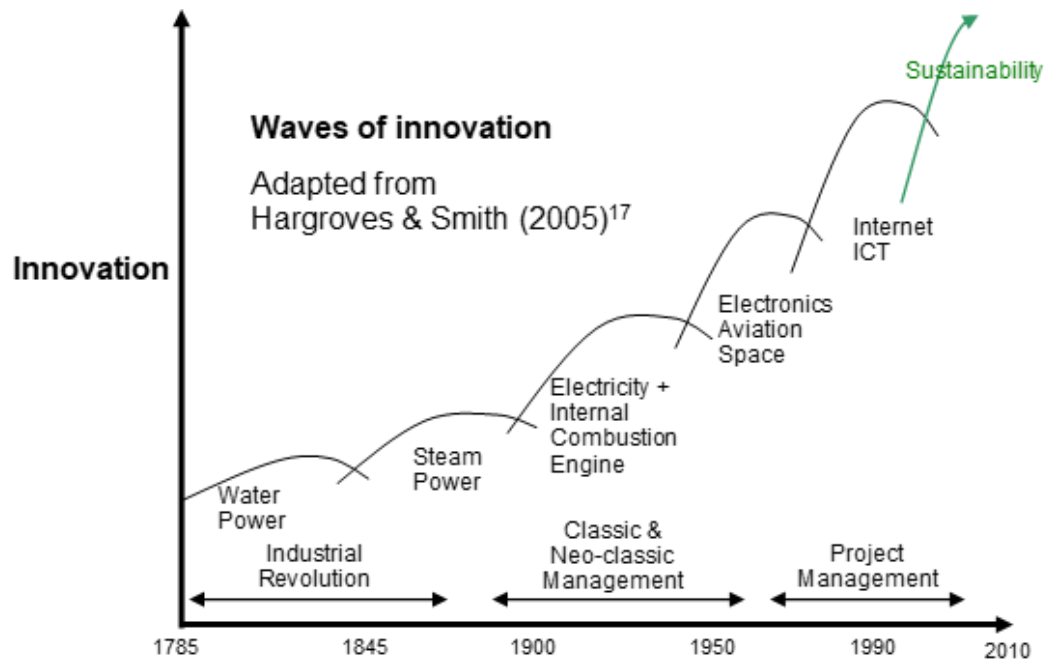 Sustainability
Waves of innovation
Adapted from
Hargroves & Smith (2005)17
Innovation
Internet
ICT
Electronics
Aviation
Space
Electricity +
Internal
Combustion
Engine
Steam
Power
Water
Power
Industrial
Revolution
Classic &
Neo-classic
Management
Project
Management
1785
1845
1900
1950
1990
2010